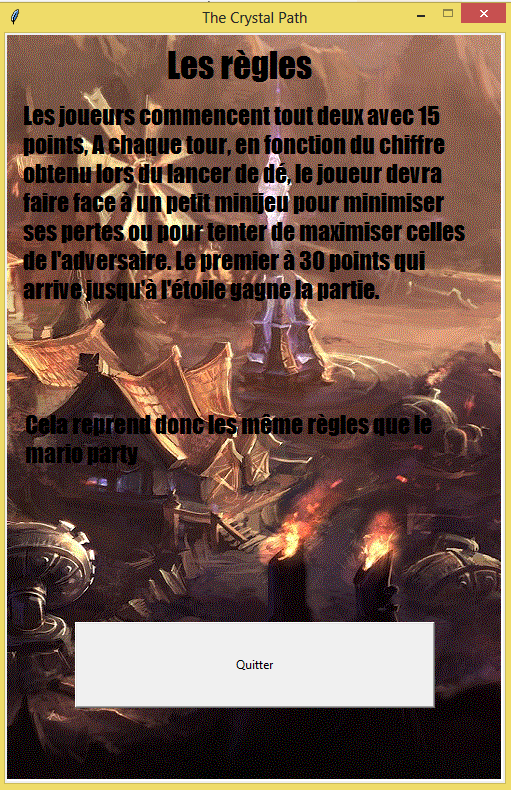 The Crystal Path
Les règles
Les joueurs commencent tout deux avec 15
points, A chaque tour, en fonction du chiffre
obtenu lors du lancer de dé, le joueur devra
faire face à un petit minijeu pour minimiser
ses pertes ou pour tenter de maximiser celles
de l'adversaire. Le premier à 30 points qui
arrive jusqu'à l'étoile gagne la partie.
Cela reprend donc les même règles que le
mario party
Quitter